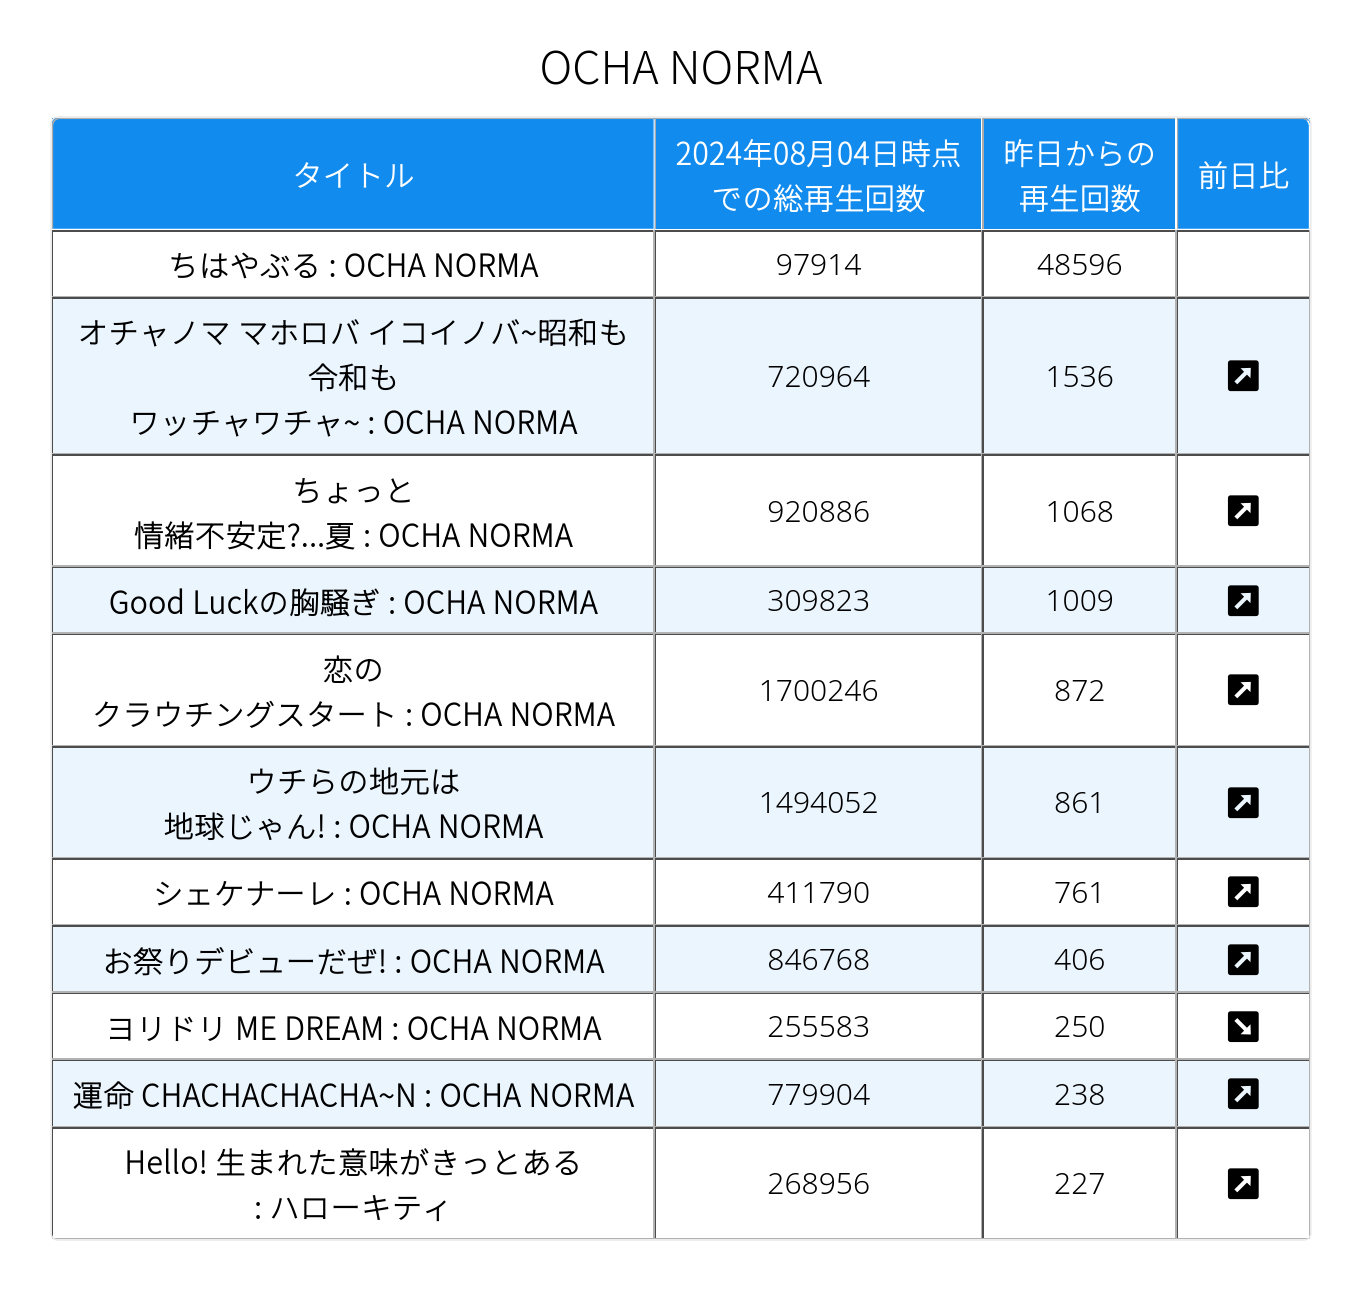 OCHA NORMA
タイトル
2024年08月04日時点
での総再生回数
昨日からの
再生回数
前日比
ちはやぶる : OCHA NORMA
97914
48596
オチャノマ マホロバ イコイノバ~昭和も
令和も
ワッチャワチャ~ : OCHA NORMA
720964
1536
ちょっと
情緒不安定?...夏 : OCHA NORMA
920886
1068
Good Luckの胸騒ぎ : OCHA NORMA
309823
1009
恋の
クラウチングスタート : OCHA NORMA
1700246
872
ウチらの地元は
地球じゃん! : OCHA NORMA
1494052
861
シェケナーレ : OCHA NORMA
411790
761
お祭りデビューだぜ! : OCHA NORMA
846768
406
ヨリドリ ME DREAM : OCHA NORMA
255583
250
運命 CHACHACHACHA~N : OCHA NORMA
779904
238
Hello! 生まれた意味がきっとある
: ハローキティ
268956
227